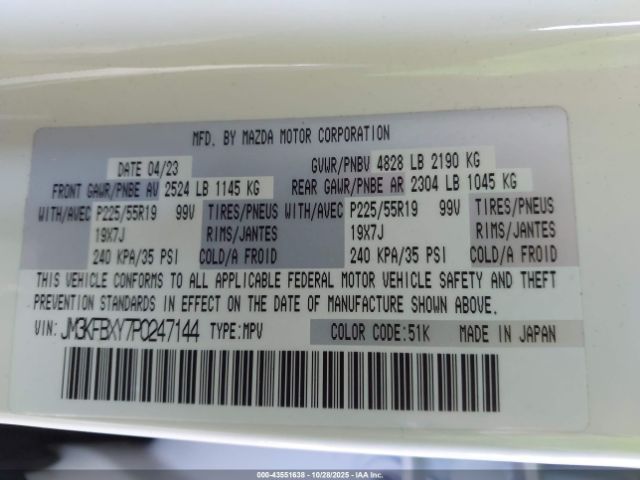 MFD. BY MAZDA MOTOR CORPORATION
DATE 04/23 GVWR/PNBV 4828 LB 2190 KG
FRONT GAWR/PNBE AV 2524 LB 1145 KG REAR GAWR/PNBE AR 2304 LB 1045 KG
WITH/AVEC P225/55R19 99V TIRES/PNEUS WITH/AVEC P225/55R19 99V TIRES/PNEUS
19X7J RIMS/JANTES 19X7J RIMS/JANTES
240 KPA/35 PSI COLD/A FROID 240 KPA/35 PSI COLD/A FROID
THIS VEHICLE CONFORMS TO ALL APPLICABLE FEDERAL MOTOR VEHICLE SAFETY AND THEFT
PREVENTION STANDARDS IN EFFECT ON THE DATE OF MANUFACTURE SHOWN ABOVE.
VIN: JM3KFBXY7P0247144 TYPE:MPV COLOR CODE:51K MADE IN JAPAN
000-43551638 | 10/28/2025 | IAA Inc.